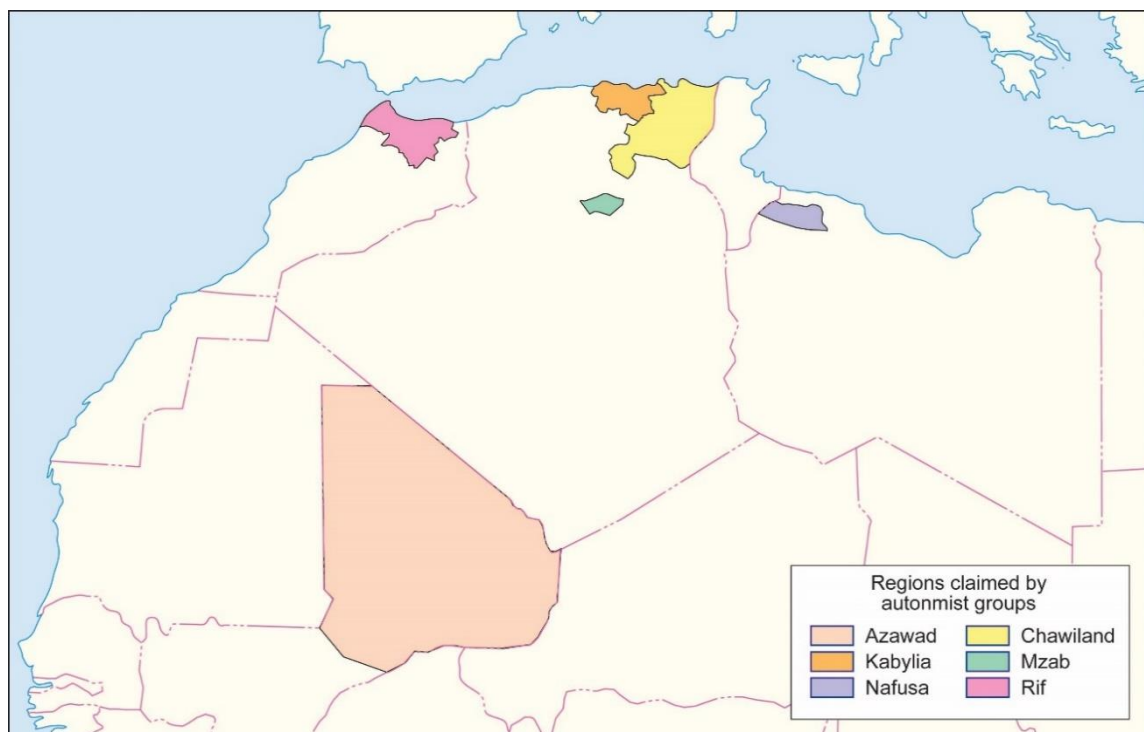 Regions claimed by
autonmist groups
Azawad Chawiland
Kabylia Mzab
Nafusa Rif